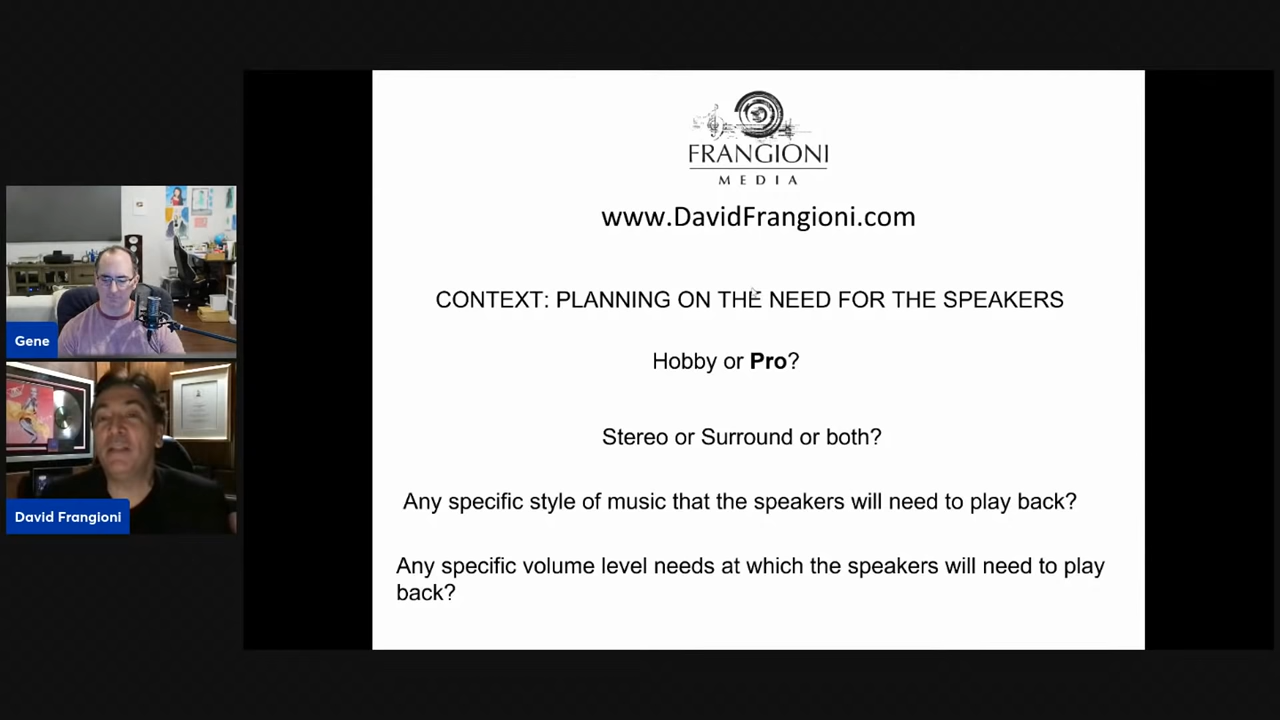 FRANGIONI
MEDIA
www.DavidFrangioni.com
CONTEXT: PLANNING ON THE NEED FOR THE SPEAKERS
Hobby or Pro?
Stereo or Surround or both?
Any specific style of music that the speakers will need to play back?
Any specific volume level needs at which the speakers will need to play
back?
Gene
David Frangioni